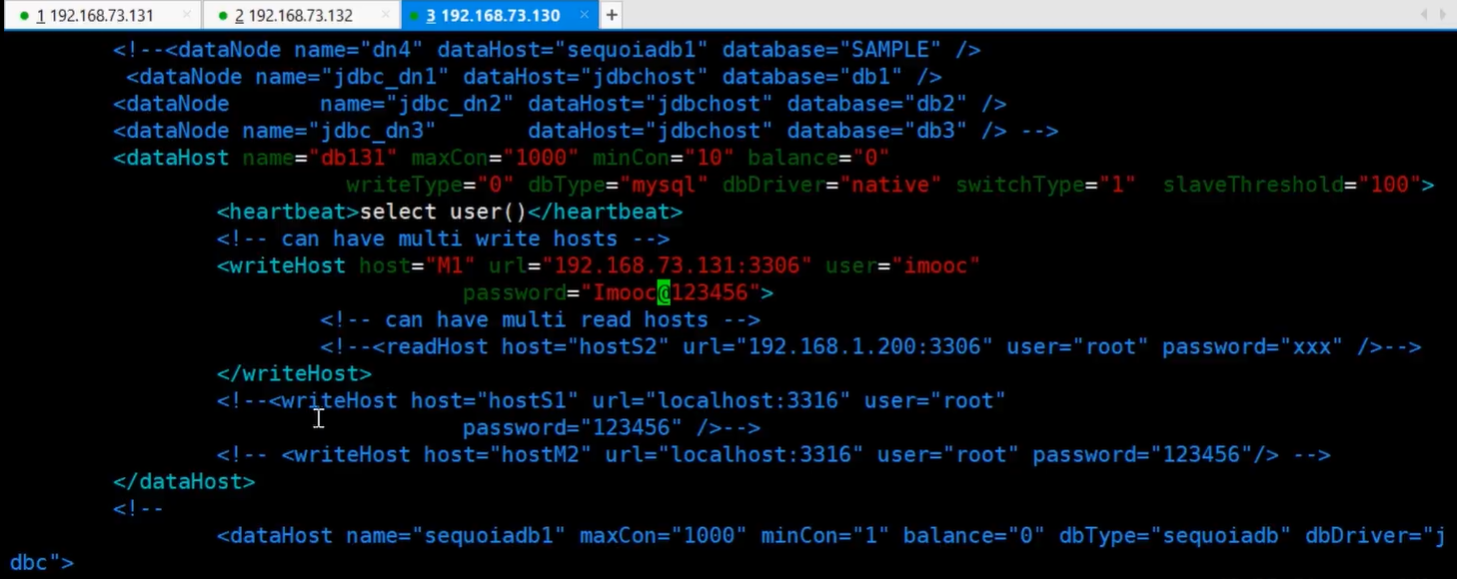 1 192.168.73.131 × 2 192.168.73.132 × 3 192.168.73.130 × +
<!--<dataNode name="dn4" dataHost="sequoiadb1" database="SAMPLE" />
<dataNode name="jdbc_dn1" dataHost="jdbchost" database="db1" />
<dataNode name="jdbc_dn2" dataHost="jdbchost" database="db2" />
<dataNode name="jdbc_dn3" dataHost="jdbchost" database="db3" /> -->
<dataHost name="db131" maxCon="1000" minCon="10" balance="0"
writeType="0" dbType="mysql" dbDriver="native" switchType="1" slaveThreshold="100">
<heartbeat>select user()</heartbeat>
<!-- can have multi write hosts -->
<writeHost host="M1" url="192.168.73.131:3306" user="imooc"
password="Imooc@123456">
<!-- can have multi read hosts -->
<!--<readHost host="hostS2" url="192.168.1.200:3306" user="root" password="xxx" />-->
</writeHost>
<!--<writeHost host="hostS1" url="localhost:3316" user="root"
password="123456" />-->
<!-- <writeHost host="hostM2" url="localhost:3316" user="root" password="123456"/> -->
</dataHost>
<!--
<dataHost name="sequoiadb1" maxCon="1000" minCon="1" balance="0" dbType="sequoiadb" dbDriver="j
dbc">